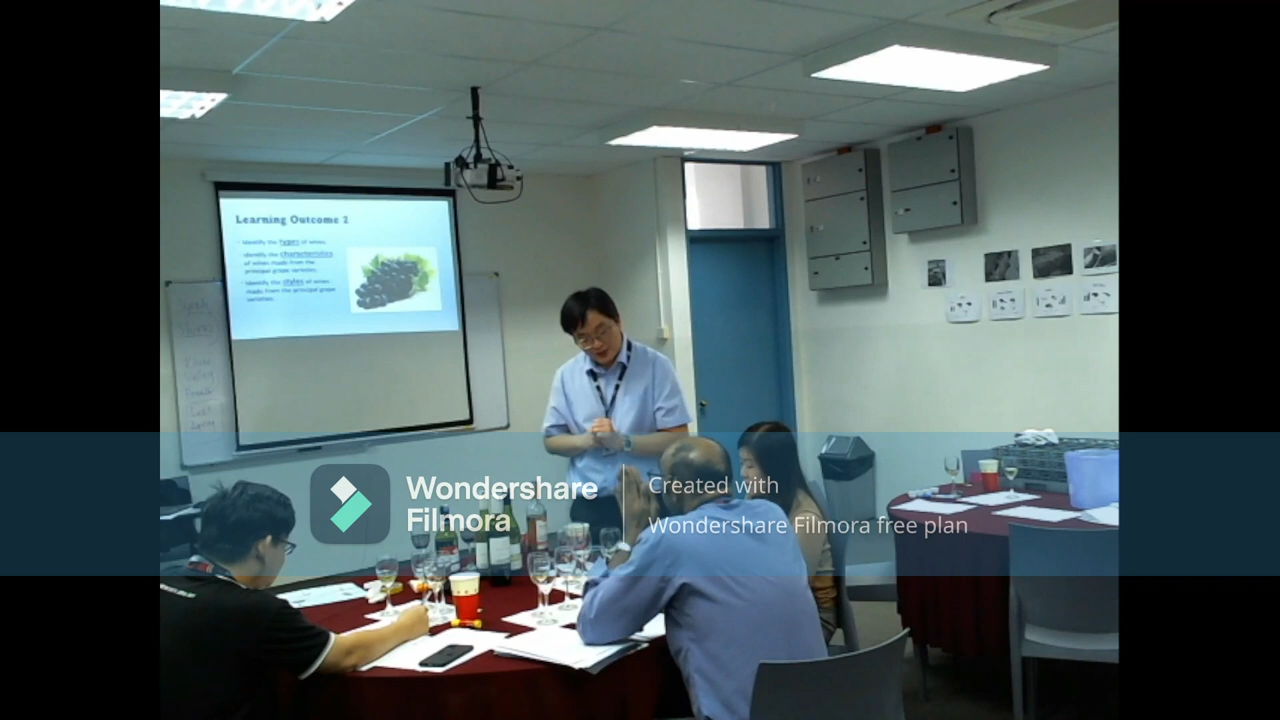 Learning Outcome 2
Identify the types of wines.
Identify the characteristics
of wines made from the
principal grape varieties.
Identify the styles of wines
made from the principal grape
varieties.
Wondershare
Filmora
Created with
Wondershare Filmora free plan